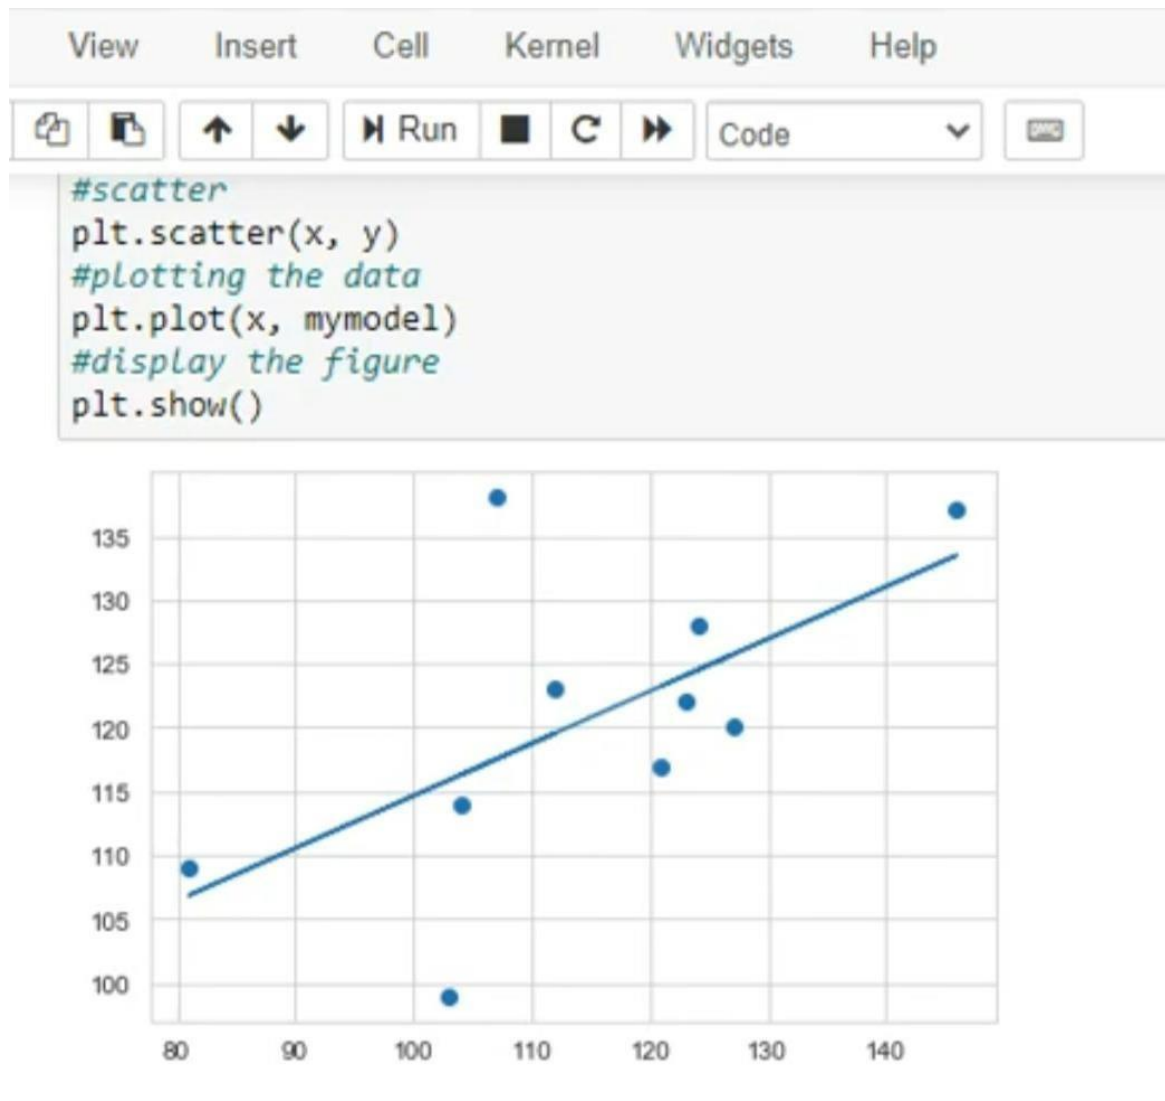 View Insert Cell Kernel Widgets Help
Run Code
#scatter
plt.scatter(x, y)
#plotting the data
plt.plot(x, mymodel)
#display the figure
plt.show()
135
130
125
120
115
110
105
100
80 90 100 110 120 130 140